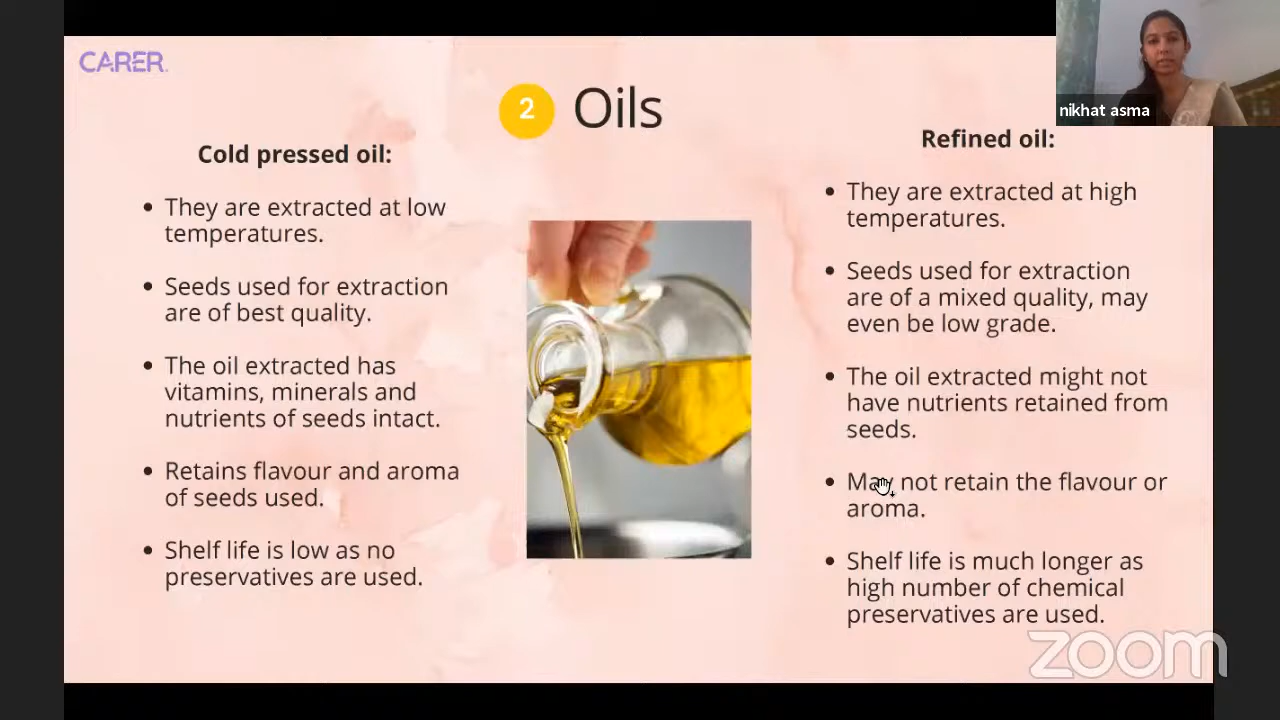 CARER.
2 Oils
nikhat asma
Cold pressed oil:
• They are extracted at low
temperatures.
• Seeds used for extraction
are of best quality.
• The oil extracted has
vitamins, minerals and
nutrients of seeds intact.
• Retains flavour and aroma
of seeds used.
• Shelf life is low as no
preservatives are used.
Refined oil:
• They are extracted at high
temperatures.
• Seeds used for extraction
are of a mixed quality, may
even be low grade.
• The oil extracted might not
have nutrients retained from
seeds.
• May not retain the flavour or
aroma.
• Shelf life is much longer as
high number of chemical
preservatives are used.
zoom